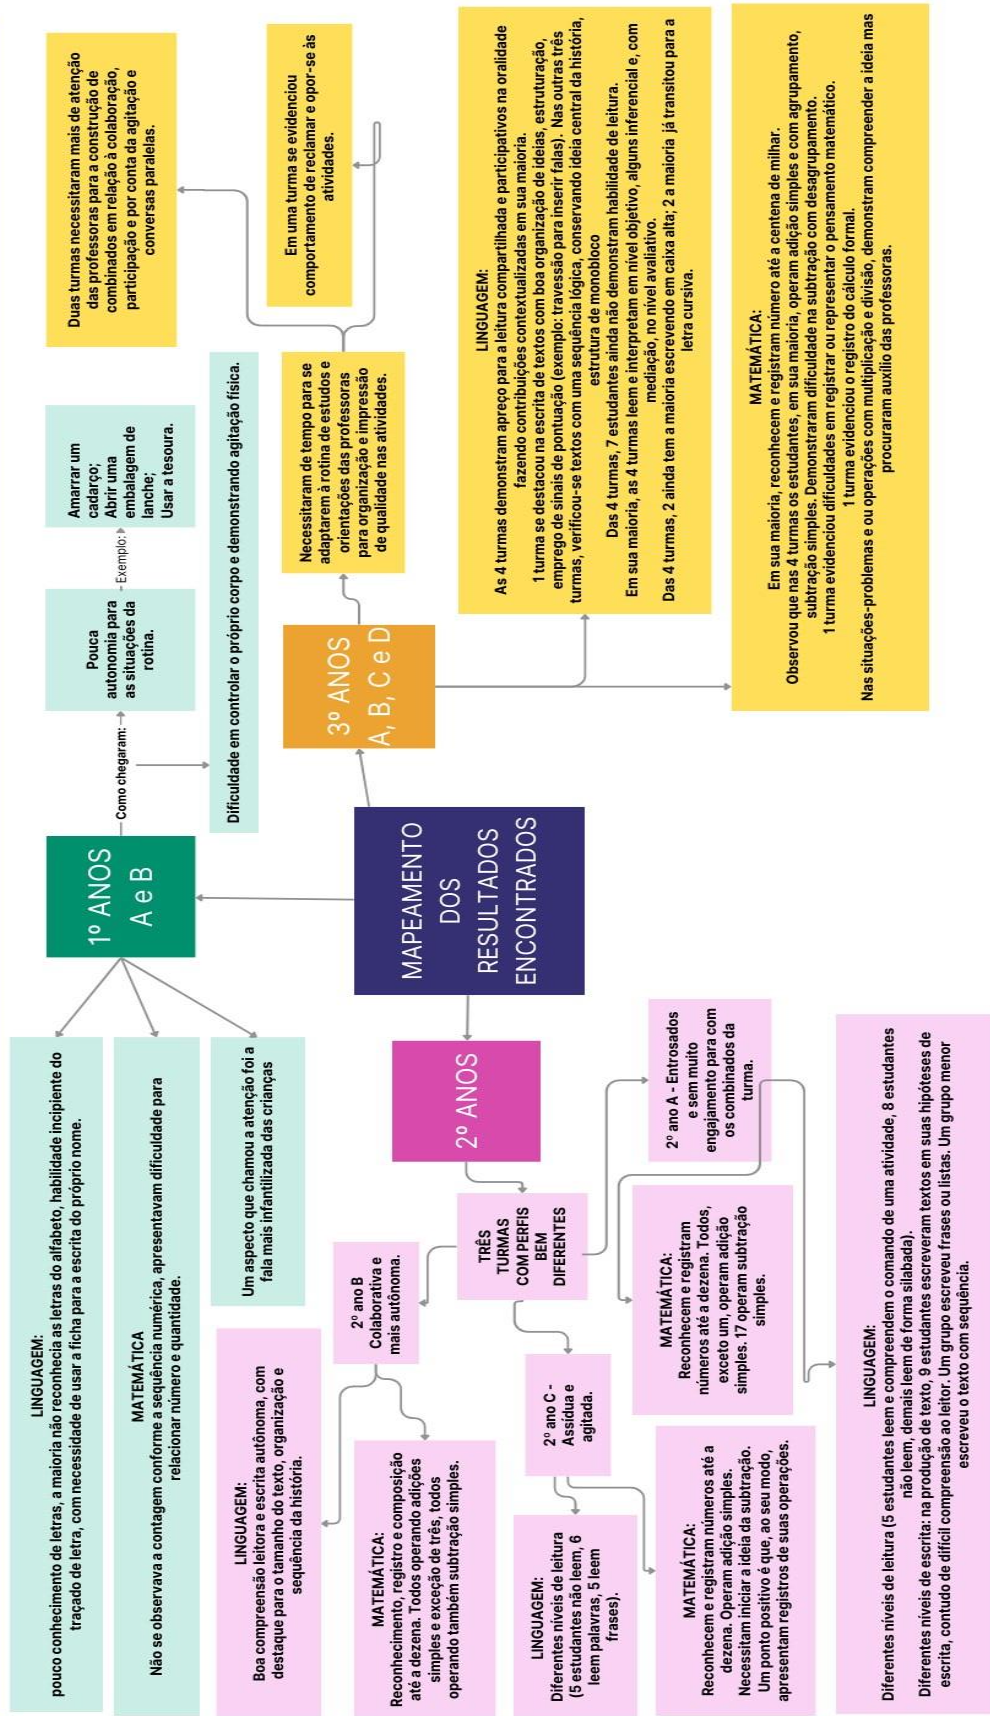 MAPEAMENTO
DOS
RESULTADOS
ENCONTRADOS
1º ANOS
A e B
LINGUAGEM:
pouco conhecimento de letras, a maioria não reconhecia as letras do alfabeto, habilidade incipiente do
traçado de letra, com necessidade de usar a ficha para a escrita do próprio nome.
MATEMÁTICA
Não se observava a contagem conforme a sequência numérica, apresentavam dificuldade para
relacionar número e quantidade.
Um aspecto que chamou a atenção foi a
fala mais infantilizada das crianças
Como chegaram:
Pouca
autonomia para
as situações da
rotina.
Exemplo:
Amarrar um
cadarço;
Abrir uma
embalagem de
lanche;
Usar a tesoura.
Dificuldade em controlar o próprio corpo e demonstrando agitação física.
2º ANOS
TRÊS
TURMAS
COM PERFIS
BEM
DIFERENTES
2º ano B
Colaborativa e
mais autônoma.
LINGUAGEM:
Boa compreensão leitora e escrita autônoma, com
destaque para o tamanho do texto, organização e
sequência da história.
MATEMÁTICA:
Reconhecimento, registro e composição
até a dezena. Todos operando adições
simples e exceção de três, todos
operando também subtração simples.
2º ano C -
Assídua e
agitada.
LINGUAGEM:
Diferentes níveis de leitura
(5 estudantes não leem, 6
leem palavras, 5 leem
frases).
MATEMÁTICA:
Reconhecem e registram números até a
dezena. Operam adição simples.
Necessitam iniciar a ideia da subtração.
Um ponto positivo é que, ao seu modo,
apresentam registros de suas operações.
2º ano A - Entrosados
e sem muito
engajamento para com
os combinados da
turma.
MATEMÁTICA:
Reconhecem e registram
números até a dezena. Todos,
exceto um, operam adição
simples. 17 operam subtração
simples.
LINGUAGEM:
Diferentes níveis de leitura (5 estudantes leem e compreendem o comando de uma atividade, 8 estudantes
não leem, demais leem de forma silabada).
Diferentes níveis de escrita: na produção de texto, 9 estudantes escreveram textos em suas hipóteses de
escrita, contudo de difícil compreensão ao leitor. Um grupo escreveu frases ou listas. Um grupo menor
escreveu o texto com sequência.
3º ANOS
A, B, C e D
Necessitaram de tempo para se
adaptarem à rotina de estudos e
orientações das professoras
para organização e impressão
de qualidade nas atividades.
Duas turmas necessitaram mais de atenção
das professoras para a construção de
combinados em relação à colaboração,
participação e por conta da agitação e
conversas paralelas.
Em uma turma se evidenciou
comportamento de reclamar e opor-se às
atividades.
LINGUAGEM:
As 4 turmas demonstram apreço para a leitura compartilhada e participativos na oralidade
fazendo contribuições contextualizadas em sua maioria.
1 turma se destacou na escrita de textos com boa organização de ideias, estruturação,
emprego de sinais de pontuação (exemplo: travessão para inserir falas). Nas outras três
turmas, verificou-se textos com uma sequência lógica, conservando ideia central da história,
estrutura de monobloco
Das 4 turmas, 7 estudantes ainda não demonstram habilidade de leitura.
Em sua maioria, as 4 turmas leem e interpretam em nível objetivo, alguns inferencial e, com
mediação, no nível avaliativo.
Das 4 turmas, 2 ainda tem a maioria escrevendo em caixa alta; 2 a maioria já transitou para a
letra cursiva.
MATEMÁTICA:
Em sua maioria, reconhecem e registram número até a centena de milhar.
Observou que nas 4 turmas os estudantes, em sua maioria, operam adição simples e com agrupamento,
subtração simples. Demonstraram dificuldade na subtração com desagrupamento.
1 turma evidenciou dificuldades em registrar ou representar o pensamento matemático.
1 turma evidenciou o registro do cálculo formal.
Nas situações-problemas e ou operações com multiplicação e divisão, demonstram compreender a ideia mas
procuraram auxílio das professoras.